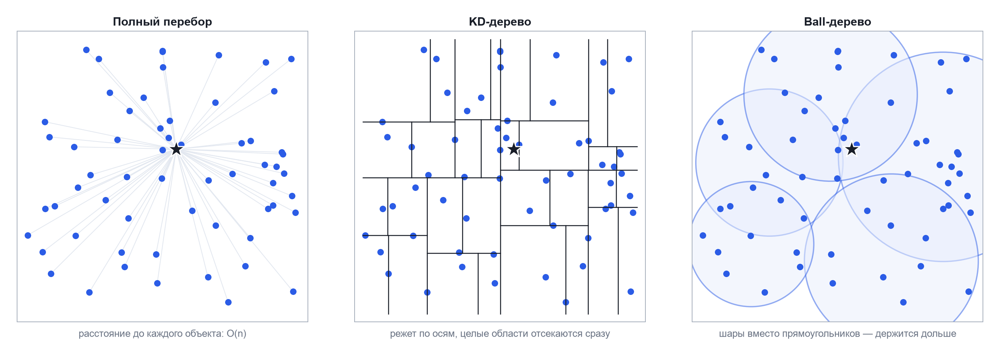 Полный перебор
KD-дерево
Ball-дерево
расстояние до каждого объекта: O(n)
режет по осям, целые области отсекаются сразу
шары вместо прямоугольников — держится дольше